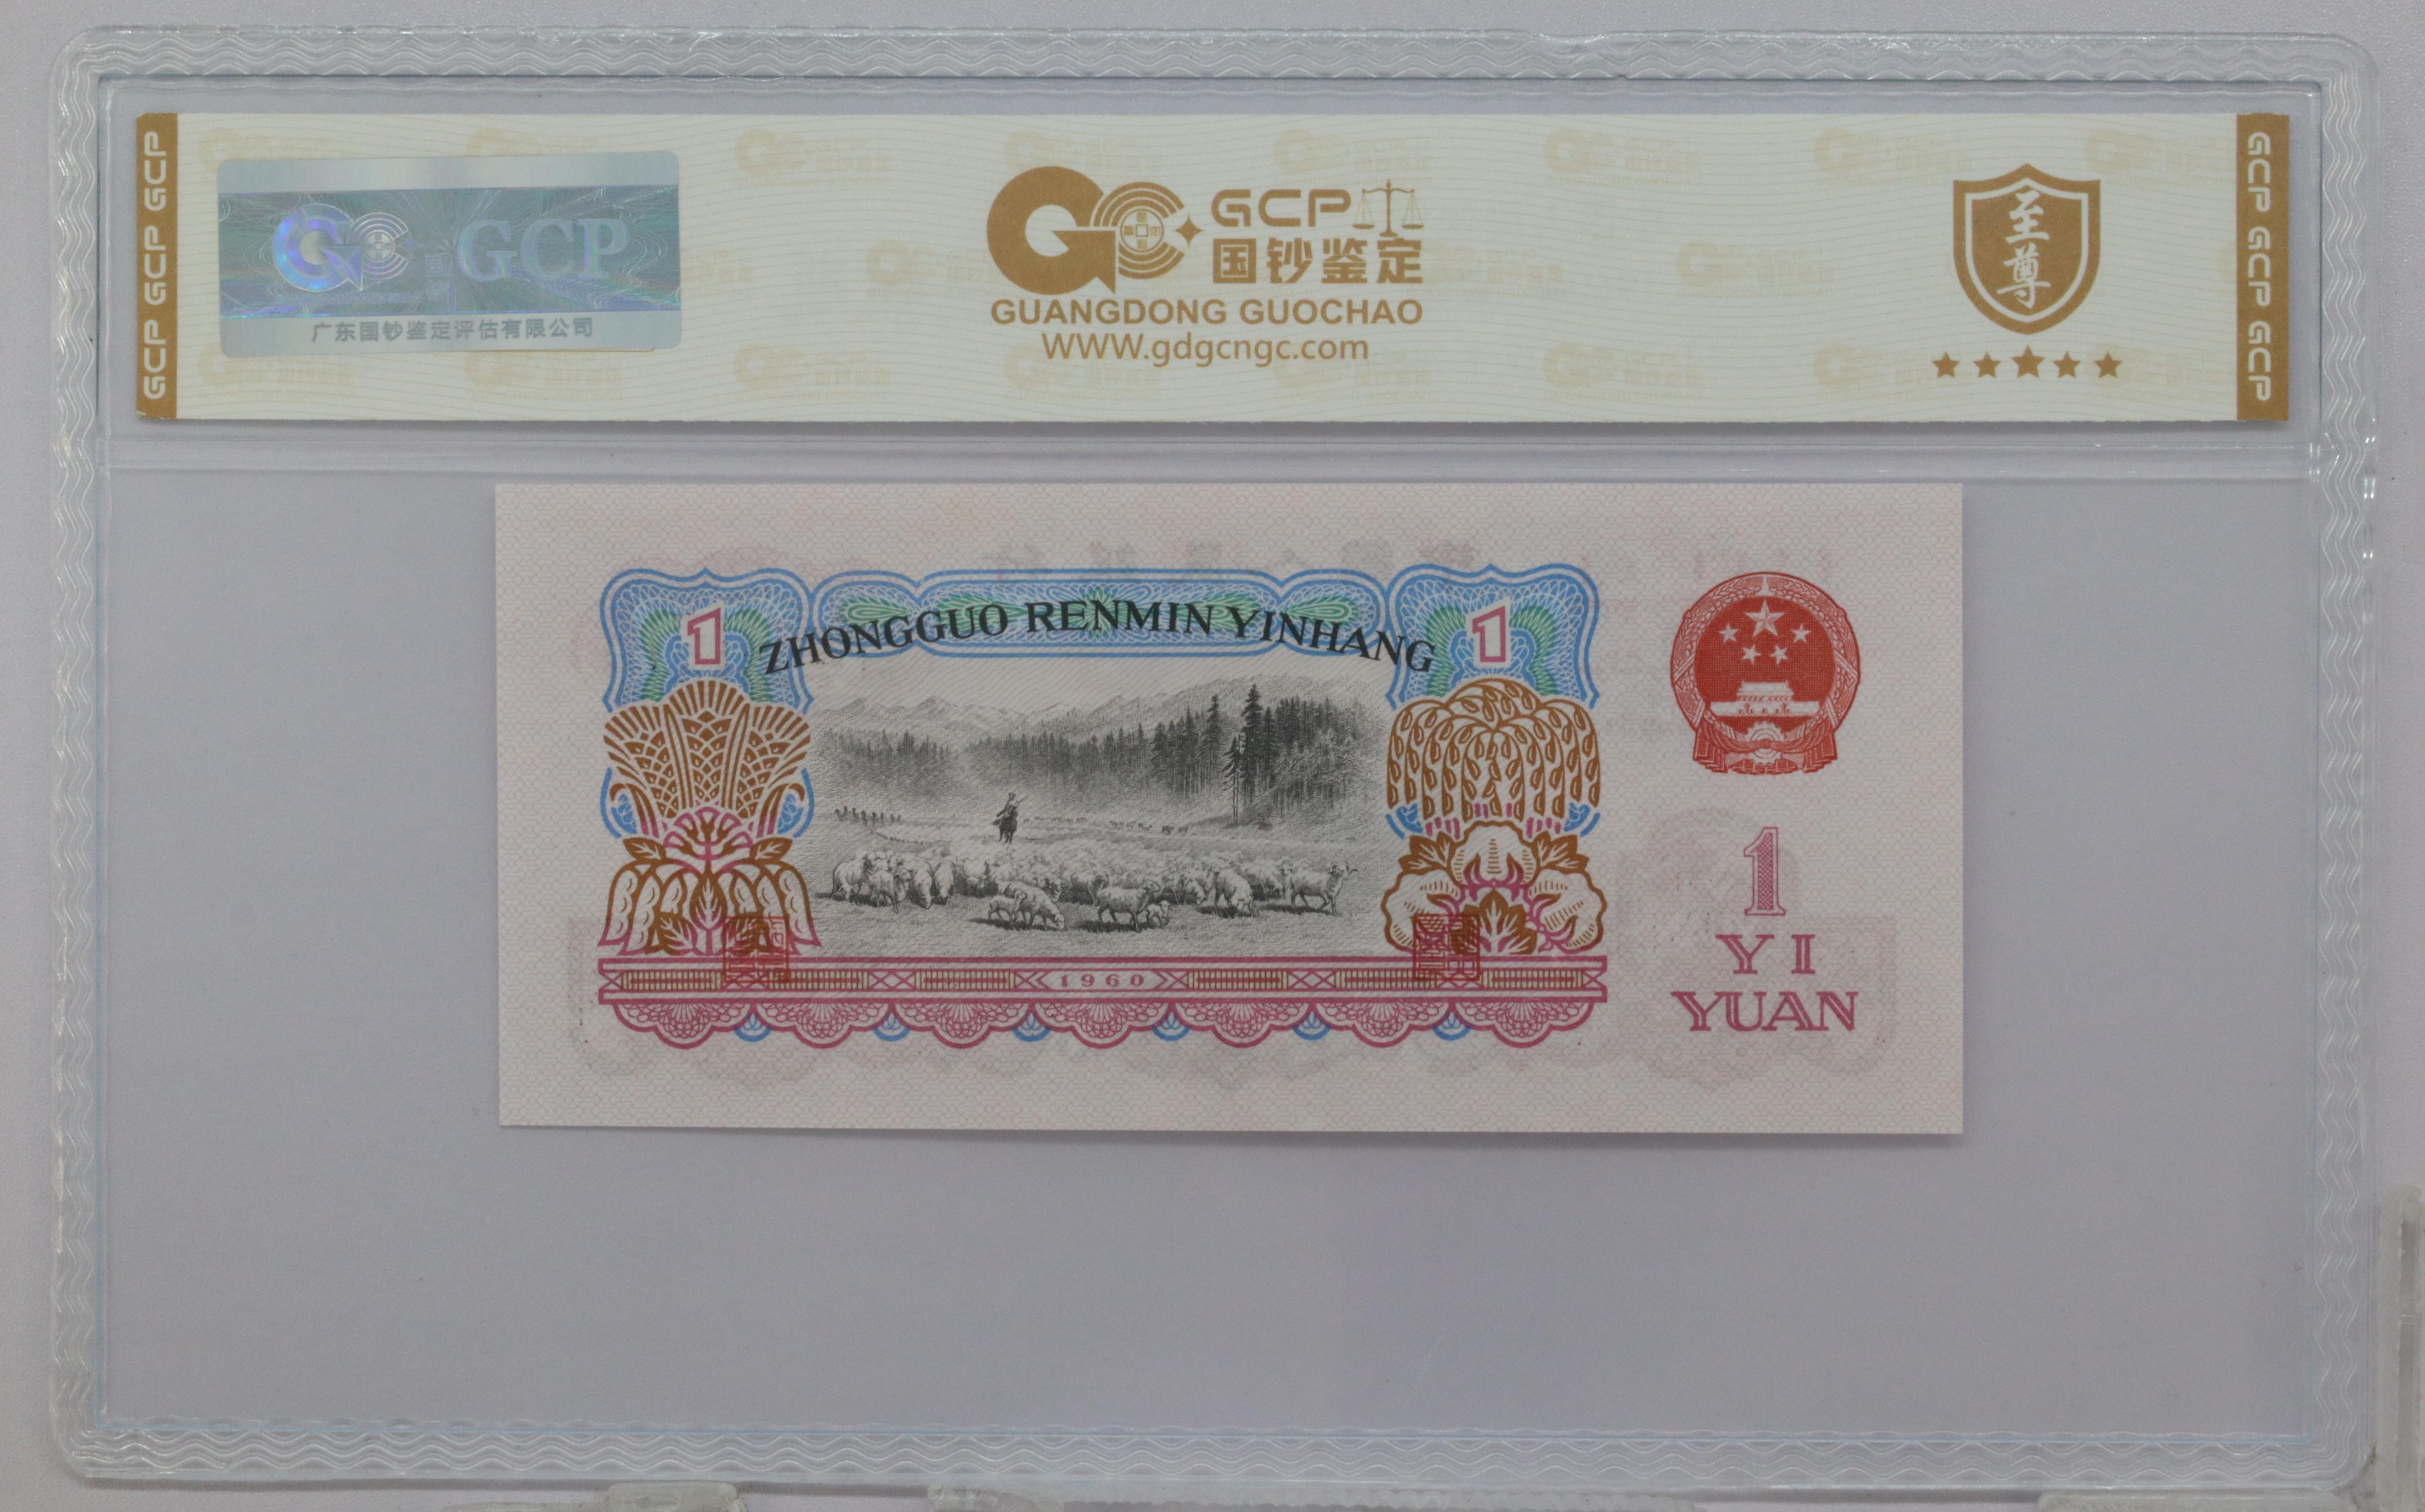 GCP GCP GCP
GCP
广东国钞鉴定评估有限公司
GCP
国钞鉴定
GUANGDONG GUOCHAO
WWW.gdgcngc.com
至尊
GCP GCP GCP
ZHONGGUO RENMIN YINHANG
1
1
1960
1
YI
YUAN